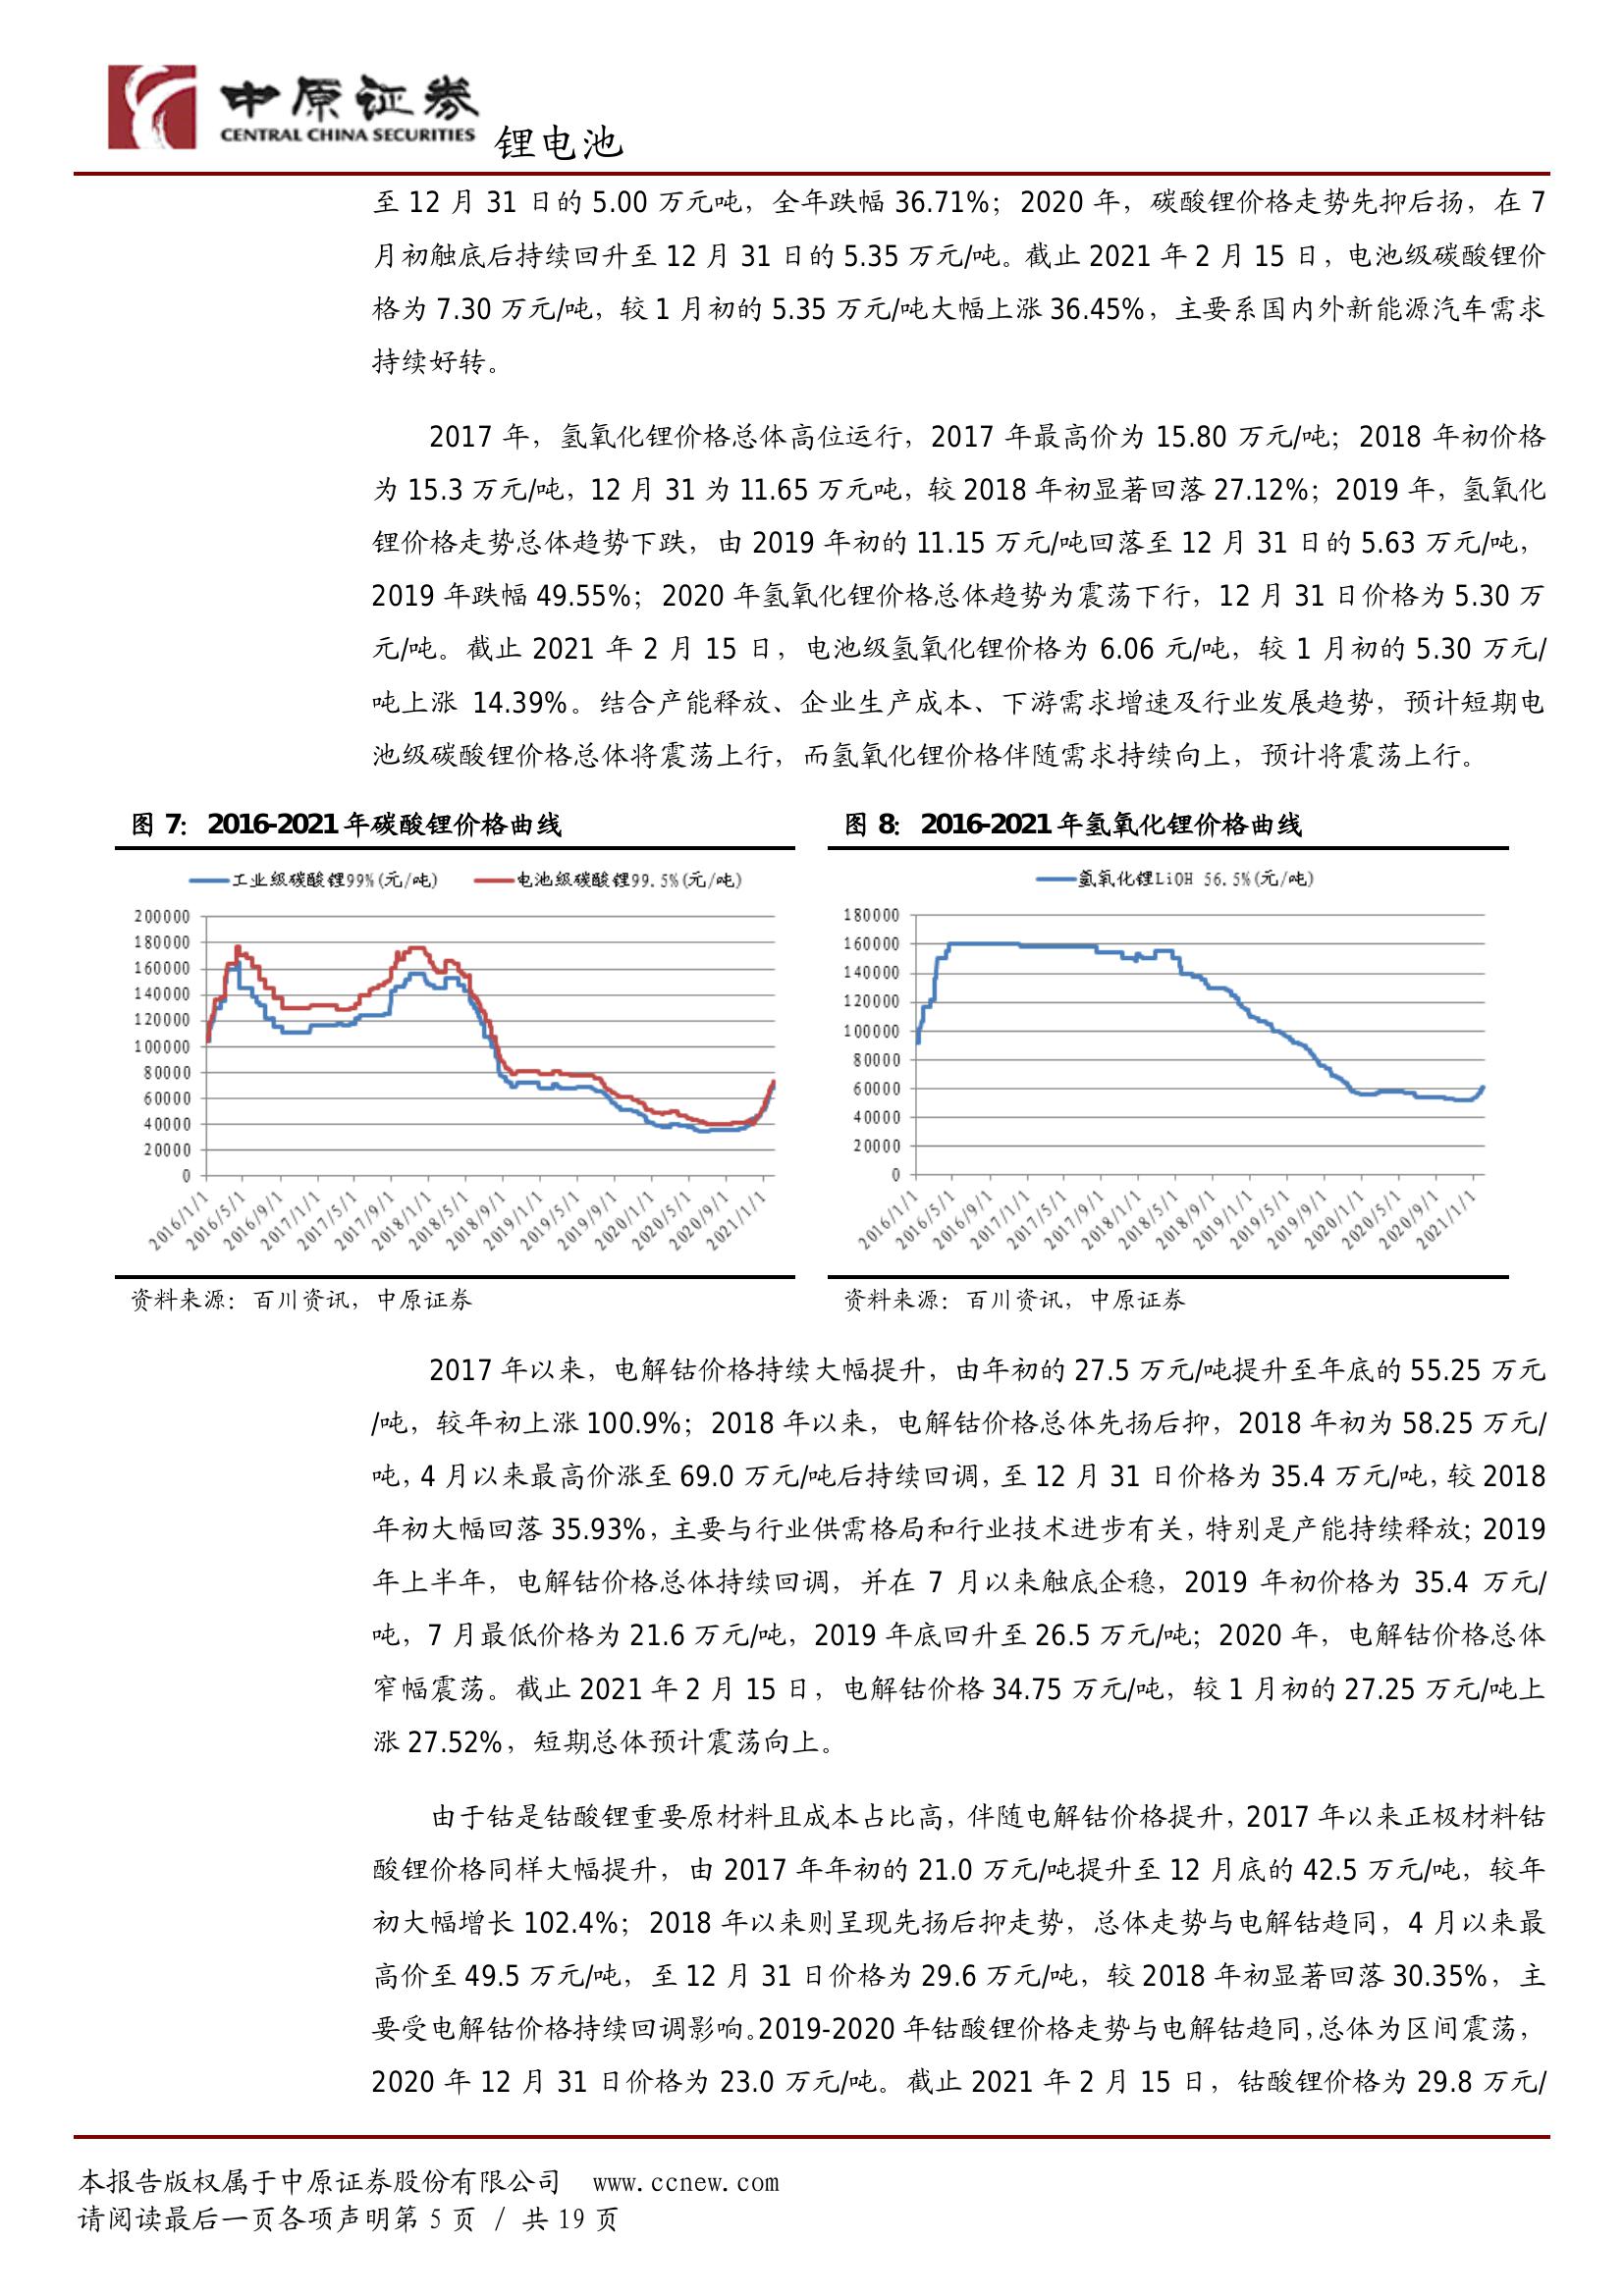 中原证券
CENTRAL CHINA SECURITIES
锂电池
至 12 月 31 日的 5.00 万元吨，全年跌幅 36.71%；2020 年，碳酸锂价格走势先抑后扬，在 7
月初触底后持续回升至 12 月 31 日的 5.35 万元/吨。截止 2021 年 2 月 15 日，电池级碳酸锂价
格为 7.30 万元/吨，较 1 月初的 5.35 万元/吨大幅上涨 36.45%，主要系国内外新能源汽车需求
持续好转。
2017 年，氢氧化锂价格总体高位运行，2017 年最高价为 15.80 万元/吨；2018 年初价格
为 15.3 万元/吨，12 月 31 为 11.65 万元吨，较 2018 年初显著回落 27.12%；2019 年，氢氧化
锂价格走势总体趋势下跌，由 2019 年初的 11.15 万元/吨回落至 12 月 31 日的 5.63 万元/吨，
2019 年跌幅 49.55%；2020 年氢氧化锂价格总体趋势为震荡下行，12 月 31 日价格为 5.30 万
元/吨。截止 2021 年 2 月 15 日，电池级氢氧化锂价格为 6.06 元/吨，较 1 月初的 5.30 万元/
吨上涨 14.39%。结合产能释放、企业生产成本、下游需求增速及行业发展趋势，预计短期电
池级碳酸锂价格总体将震荡上行，而氢氧化锂价格伴随需求持续向上，预计将震荡上行。
图 7： 2016-2021 年碳酸锂价格曲线
工业级碳酸锂99%(元/吨) 电池级碳酸锂99.5%(元/吨)
200000
180000
160000
140000
120000
100000
80000
60000
40000
20000
0
2016/1/1 2016/5/1 2016/9/1 2017/1/1 2017/5/1 2017/9/1 2018/1/1 2018/5/1 2018/9/1 2019/1/1 2019/5/1 2019/9/1 2020/1/1 2020/5/1 2020/9/1 2021/1/1
资料来源：百川资讯，中原证券
图 8： 2016-2021 年氢氧化锂价格曲线
氢氧化锂LiOH 56.5%(元/吨)
180000
160000
140000
120000
100000
80000
60000
40000
20000
0
2016/1/1 2016/5/1 2016/9/1 2017/1/1 2017/5/1 2017/9/1 2018/1/1 2018/5/1 2018/9/1 2019/1/1 2019/5/1 2019/9/1 2020/1/1 2020/5/1 2020/9/1 2021/1/1
资料来源：百川资讯，中原证券
2017 年以来，电解钴价格持续大幅提升，由年初的 27.5 万元/吨提升至年底的 55.25 万元
/吨，较年初上涨 100.9%；2018 年以来，电解钴价格总体先扬后抑，2018 年初为 58.25 万元/
吨，4 月以来最高价涨至 69.0 万元/吨后持续回调，至 12 月 31 日价格为 35.4 万元/吨，较 2018
年初大幅回落 35.93%，主要与行业供需格局和行业技术进步有关，特别是产能持续释放；2019
年上半年，电解钴价格总体持续回调，并在 7 月以来触底企稳，2019 年初价格为 35.4 万元/
吨，7 月最低价格为 21.6 万元/吨，2019 年底回升至 26.5 万元/吨；2020 年，电解钴价格总体
窄幅震荡。截止 2021 年 2 月 15 日，电解钴价格 34.75 万元/吨，较 1 月初的 27.25 万元/吨上
涨 27.52%，短期总体预计震荡向上。
由于钴是钴酸锂重要原材料且成本占比高，伴随电解钴价格提升，2017 年以来正极材料钴
酸锂价格同样大幅提升，由 2017 年年初的 21.0 万元/吨提升至 12 月底的 42.5 万元/吨，较年
初大幅增长 102.4%；2018 年以来则呈现先扬后抑走势，总体走势与电解钴趋同，4 月以来最
高价至 49.5 万元/吨，至 12 月 31 日价格为 29.6 万元/吨，较 2018 年初显著回落 30.35%，主
要受电解钴价格持续回调影响。2019-2020 年钴酸锂价格走势与电解钴趋同，总体为区间震荡，
2020 年 12 月 31 日价格为 23.0 万元/吨。截止 2021 年 2 月 15 日，钴酸锂价格为 29.8 万元/
本报告版权属于中原证券股份有限公司 www.ccnew.com
请阅读最后一页各项声明第 5 页 / 共 19 页